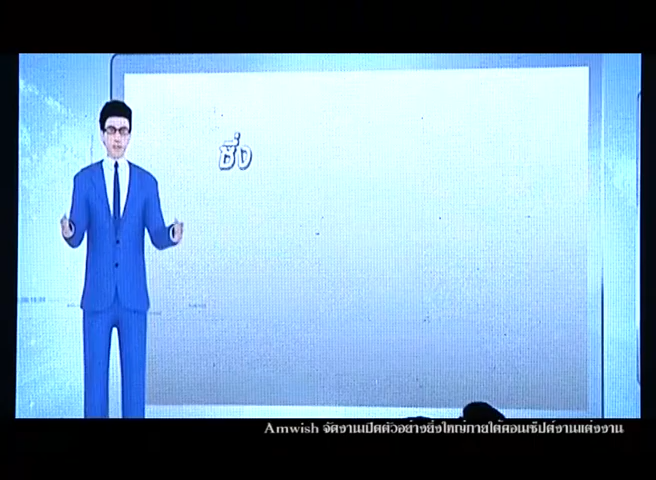 ซึ่ง
Amwish จัดงานเปิดตัวอย่างยิ่งใหญ่ภายใต้คอนเซ็ปต์งานแต่งงาน